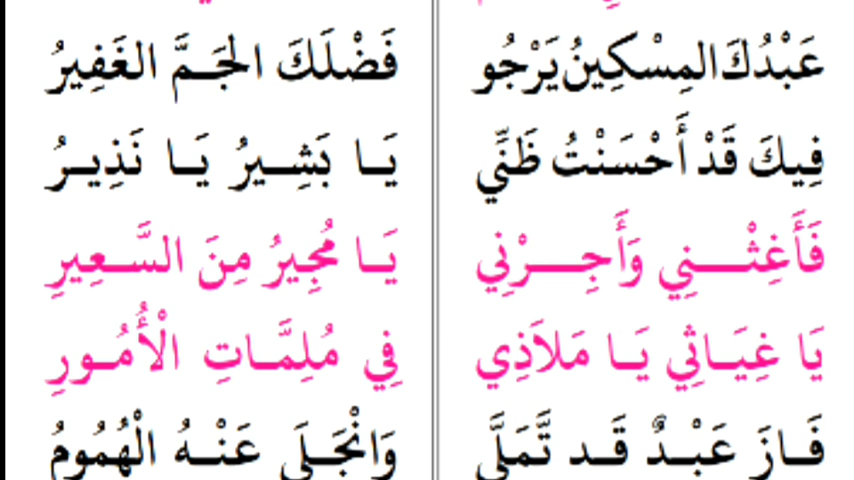 عَبْدُكَ المِسْكِينُ يَرْجُو فَضْلَكَ الجَمَّ الغَفِيرُ
فِيكَ قَدْ أَحْسَنْتُ ظَنِّي يَا بَشِيرُ يَا نَذِيرُ
فَأَغِثْنِي وَأَجِرْنِي يَا مُجِيرُ مِنَ السَّعِيرِ
يَا غِيَاثِي يَا مَلاَذِي فِي مُلِمَّاتِ الْأُمُورِ
فَازَ عَبْدٌ قَد تَّمَلَّى وَانْجَلَى عَنْهُ الْهُمُومُ